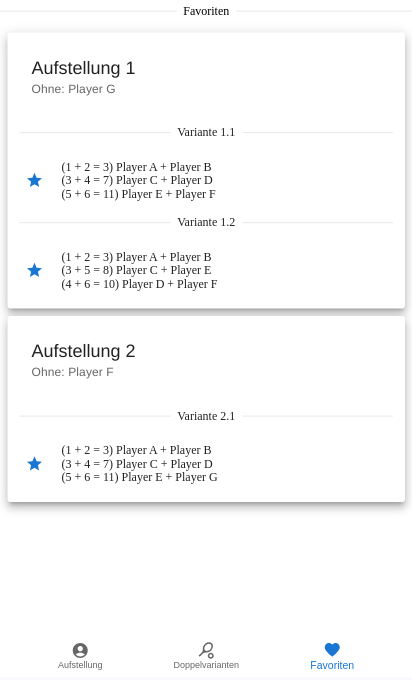 Favoriten
Aufstellung 1
Ohne: Player G
Variante 1.1
(1 + 2 = 3) Player A + Player B
(3 + 4 = 7) Player C + Player D
(5 + 6 = 11) Player E + Player F
Variante 1.2
(1 + 2 = 3) Player A + Player B
(3 + 5 = 8) Player C + Player E
(4 + 6 = 10) Player D + Player F
Aufstellung 2
Ohne: Player F
Variante 2.1
(1 + 2 = 3) Player A + Player B
(3 + 4 = 7) Player C + Player D
(5 + 6 = 11) Player E + Player G
Aufstellung
Doppelvarianten
Favoriten